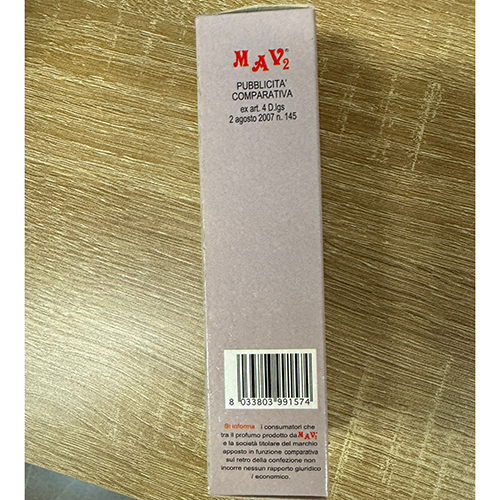 MAV2®
PUBBLICITA'
COMPARATIVA
ex art. 4 D.lgs
2 agosto 2007 n. 145
8 033803 991574
Si informa i consumatori che
tra il profumo prodotto da MAV2
e la società titolare del marchio
apposto in funzione comparativa
sul retro della confezione non
incorre nessun rapporto giuridico
/ economico.